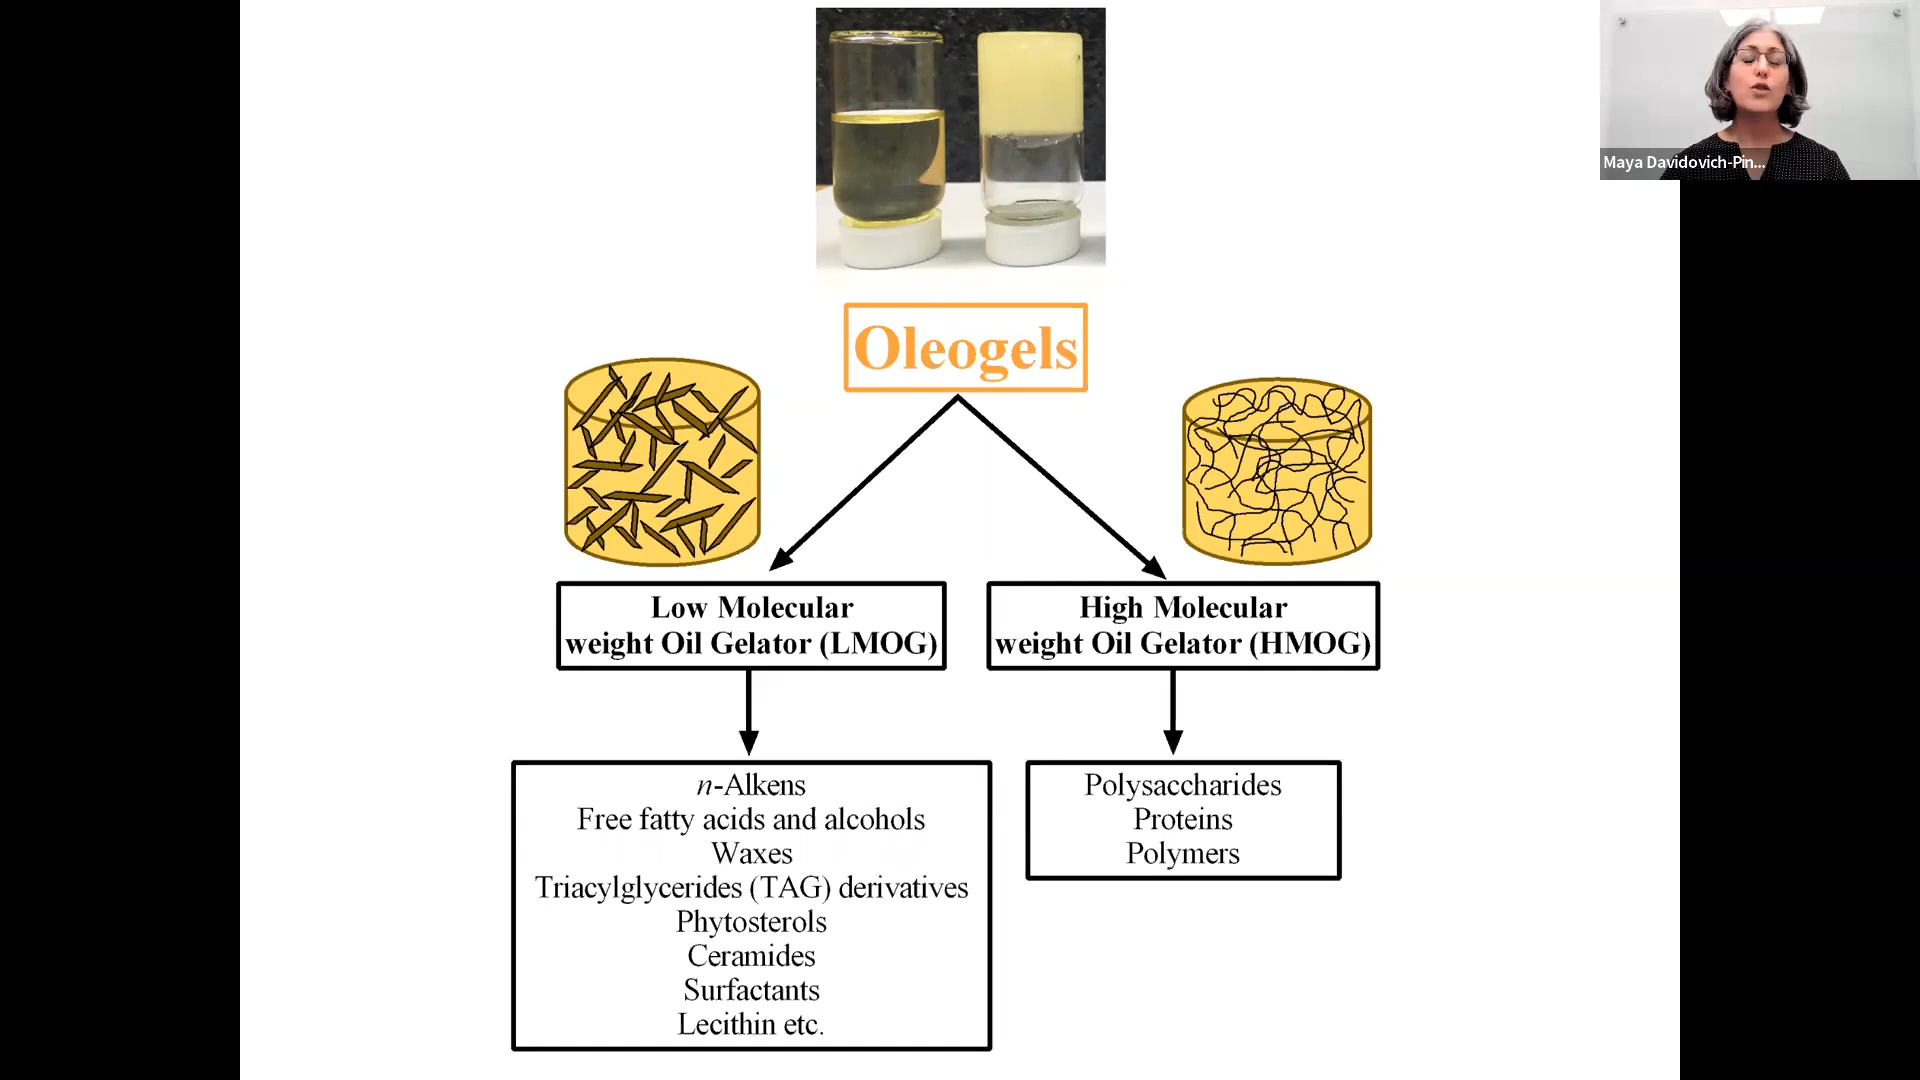 Maya Davidovich-Pin...
Oleogels
Low Molecular
weight Oil Gelator (LMOG)
High Molecular
weight Oil Gelator (HMOG)
n-Alkens
Free fatty acids and alcohols
Waxes
Triacylglycerides (TAG) derivatives
Phytosterols
Ceramides
Surfactants
Lecithin etc.
Polysaccharides
Proteins
Polymers